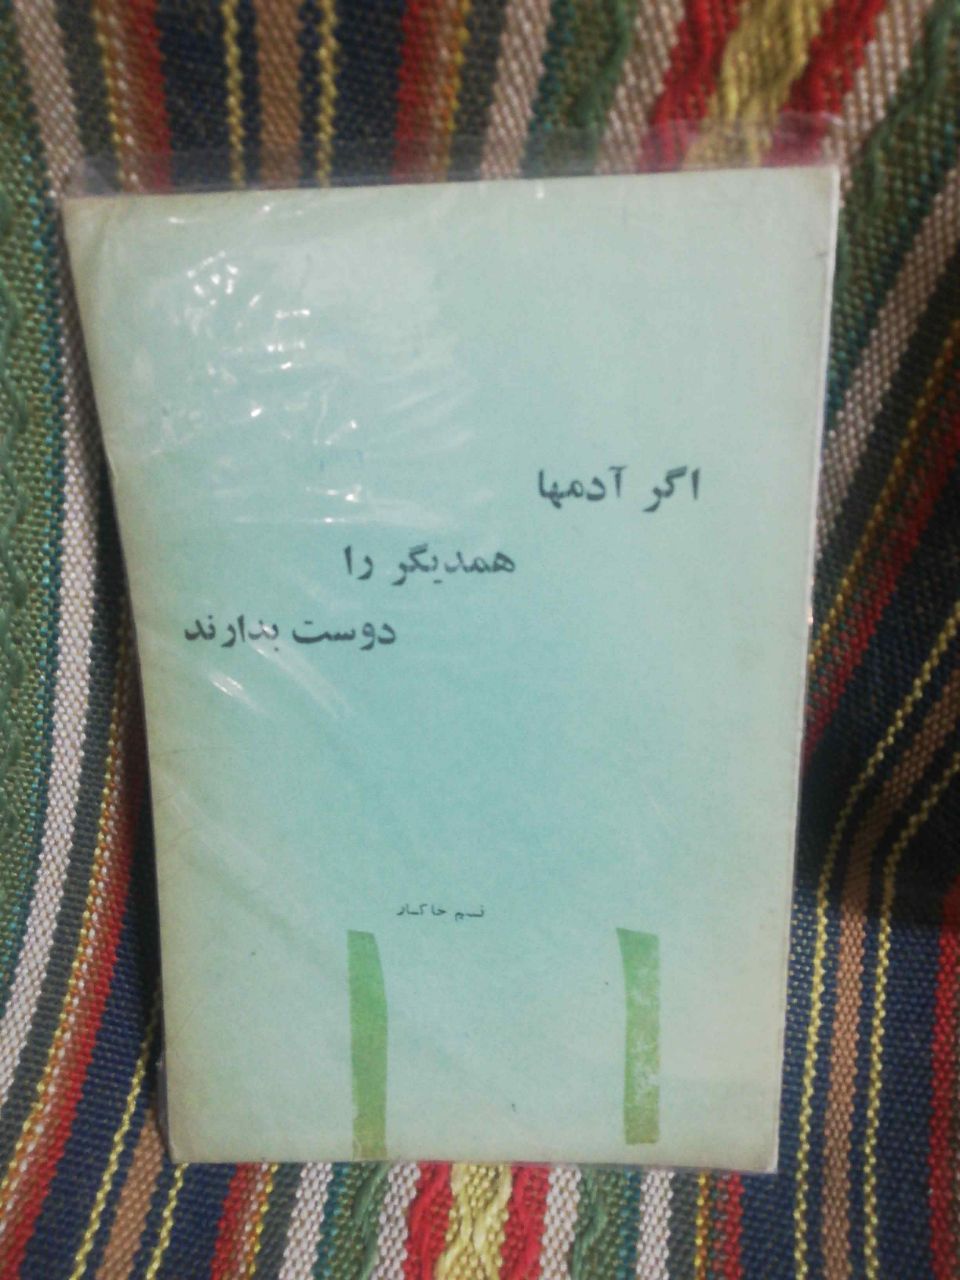 اگر آدمها
همدیگر را
دوست بدارند
نسیم خاکسار